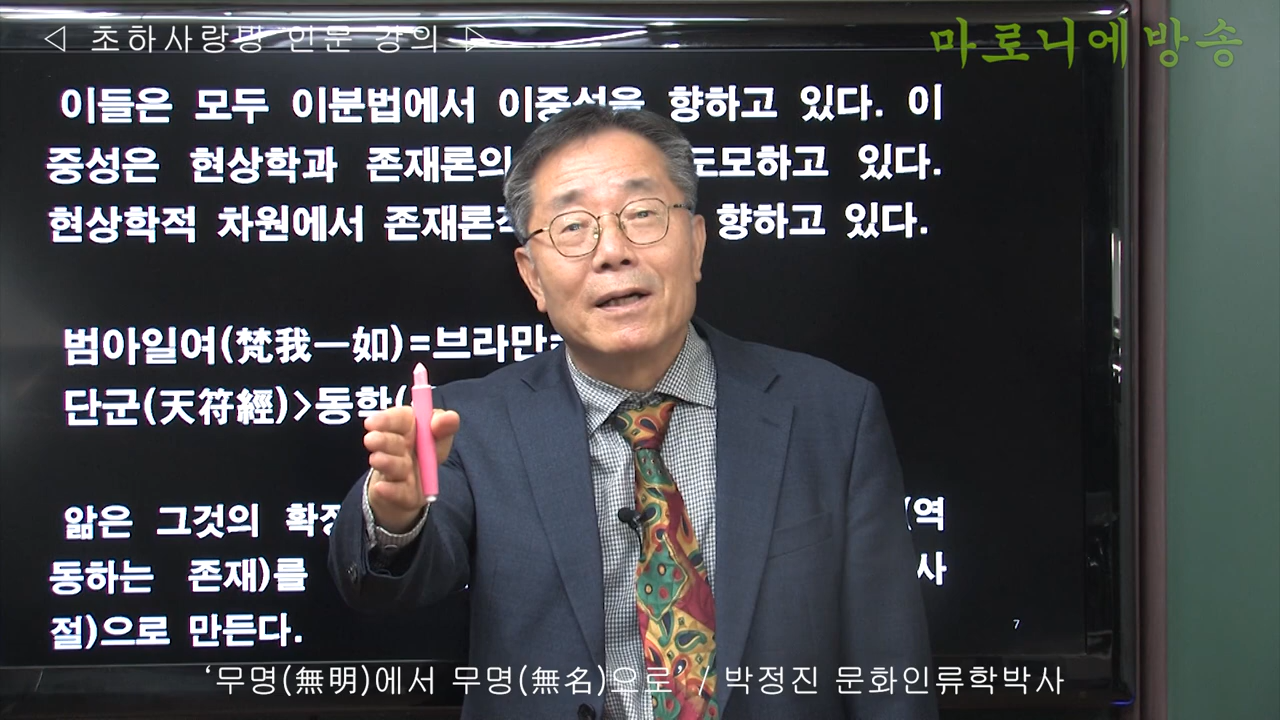 ◁ 초하사랑방 인문 강의 ▷
마로니에방송
이들은 모두 이분법에서 이중성을 향하고 있다. 이
중성은 현상학과 존재론의 도모하고 있다.
현상학적 차원에서 향하고 있다.
범아일여(梵我一如)=브라만
단군(天符經)>동학(
앎은 그것의 (역
동하는 존재)를 사
절)으로 만든다.
7
‘무명(無明)에서 무명(無名)으로’ / 박정진 문화인류학박사